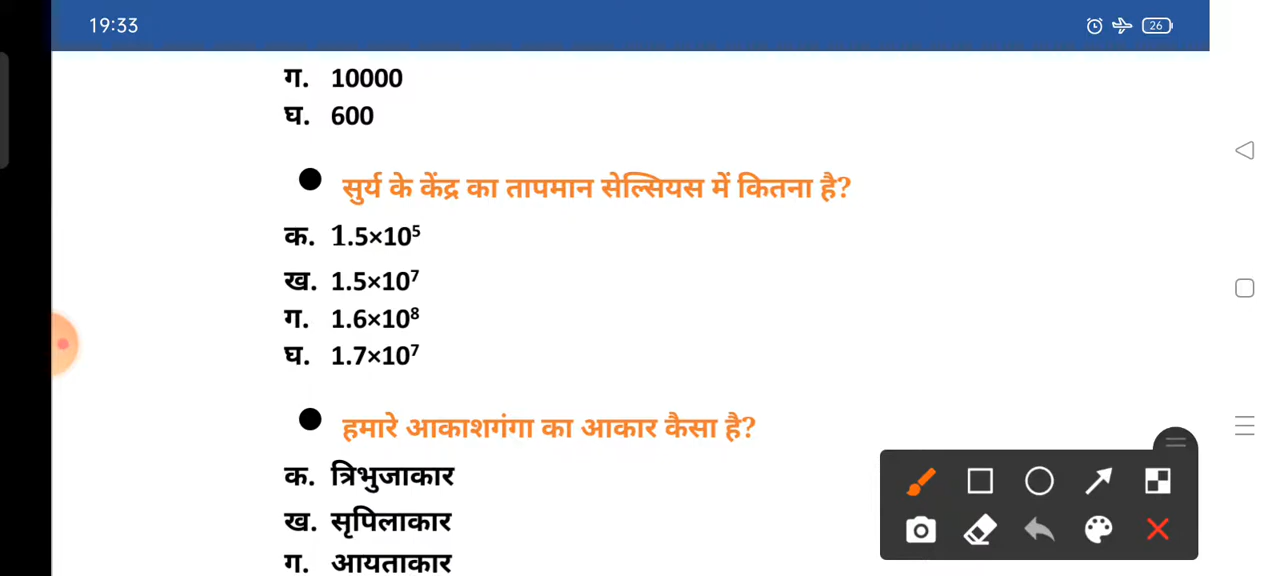 19:33
26
ग. 10000
घ. 600
● सुर्य के केंद्र का तापमान सेल्सियस में कितना है?
क. 1.5×10⁵
ख. 1.5×10⁷
ग. 1.6×10⁸
घ. 1.7×10⁷
● हमारे आकाशगंगा का आकार कैसा है?
क. त्रिभुजाकार
ख. सृपिलाकार
ग. आयताकार